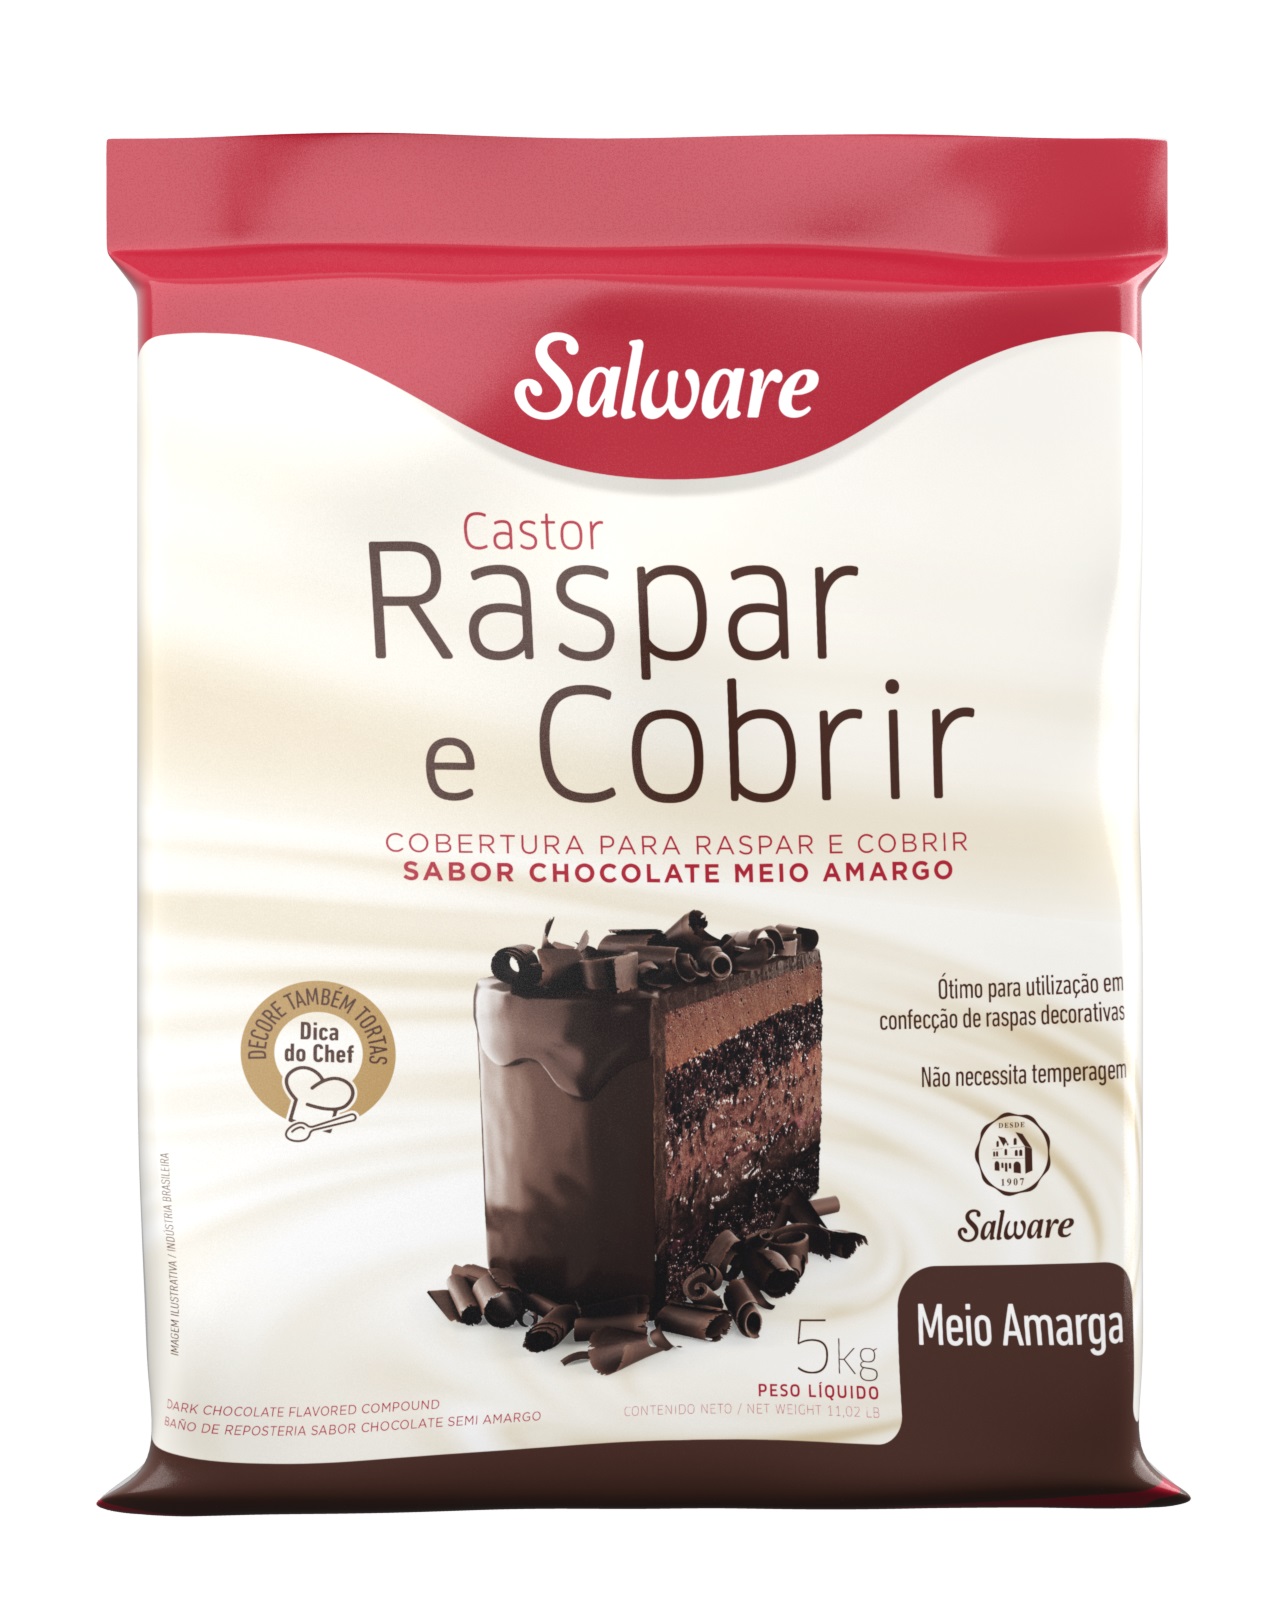 Salware
Castor
Raspar
e Cobrir
COBERTURA PARA RASPAR E COBRIR
SABOR CHOCOLATE MEIO AMARGO
DECORE TAMBÉM TORTAS
Dica
do Chef
Ótimo para utilização em
confecção de raspas decorativas
Não necessita temperagem
DESDE
1907
Salware
Meio Amarga
5kg
PESO LÍQUIDO
CONTENIDO NETO / NET WEIGHT 11,02 LB
IMAGEM ILUSTRATIVA / INDÚSTRIA BRASILEIRA
DARK CHOCOLATE FLAVORED COMPOUND
BAÑO DE REPOSTERIA SABOR CHOCOLATE SEMI AMARGO